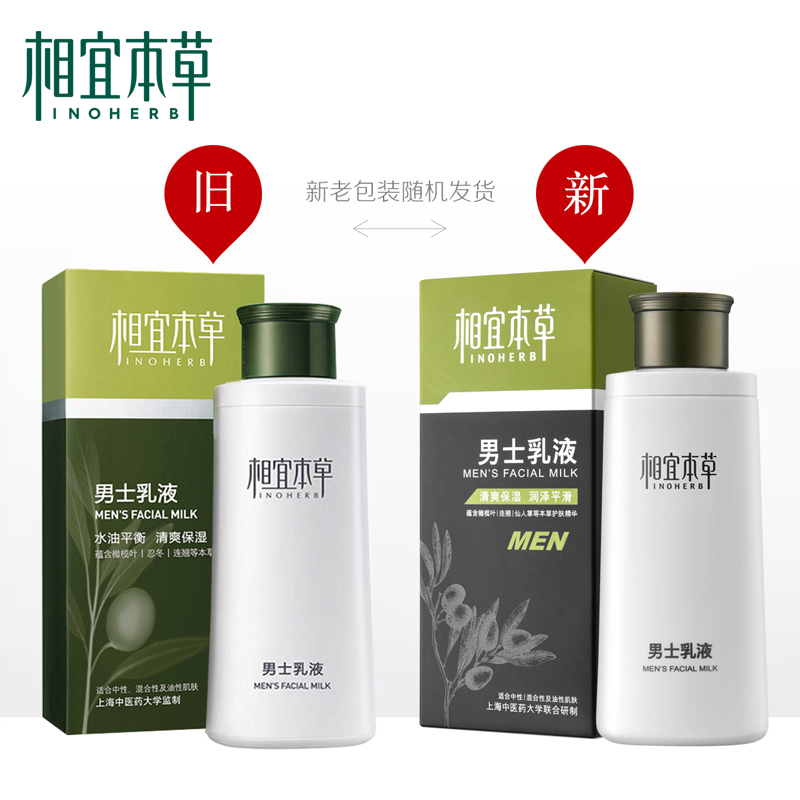 相宜本草
INOHERB
旧
新老包装随机发货
新
相宜本草
INOHERB
男士乳液
MEN'S FACIAL MILK
水油平衡 清爽保湿
蕴含橄榄叶|忍冬|连翘等本草
适合中性、混合性及油性肌肤
上海中医药大学监制
相宜本草
INOHERB
男士乳液
MEN'S FACIAL MILK
相宜本草
INOHERB
男士乳液
MEN'S FACIAL MILK
清爽保湿 润泽平滑
蕴含橄榄叶|连翘|仙人掌等本草护肤精华
MEN
适合中性|混合性及油性肌肤
上海中医药大学联合研制
相宜本草
INOHERB
男士乳液
MEN'S FACIAL MILK